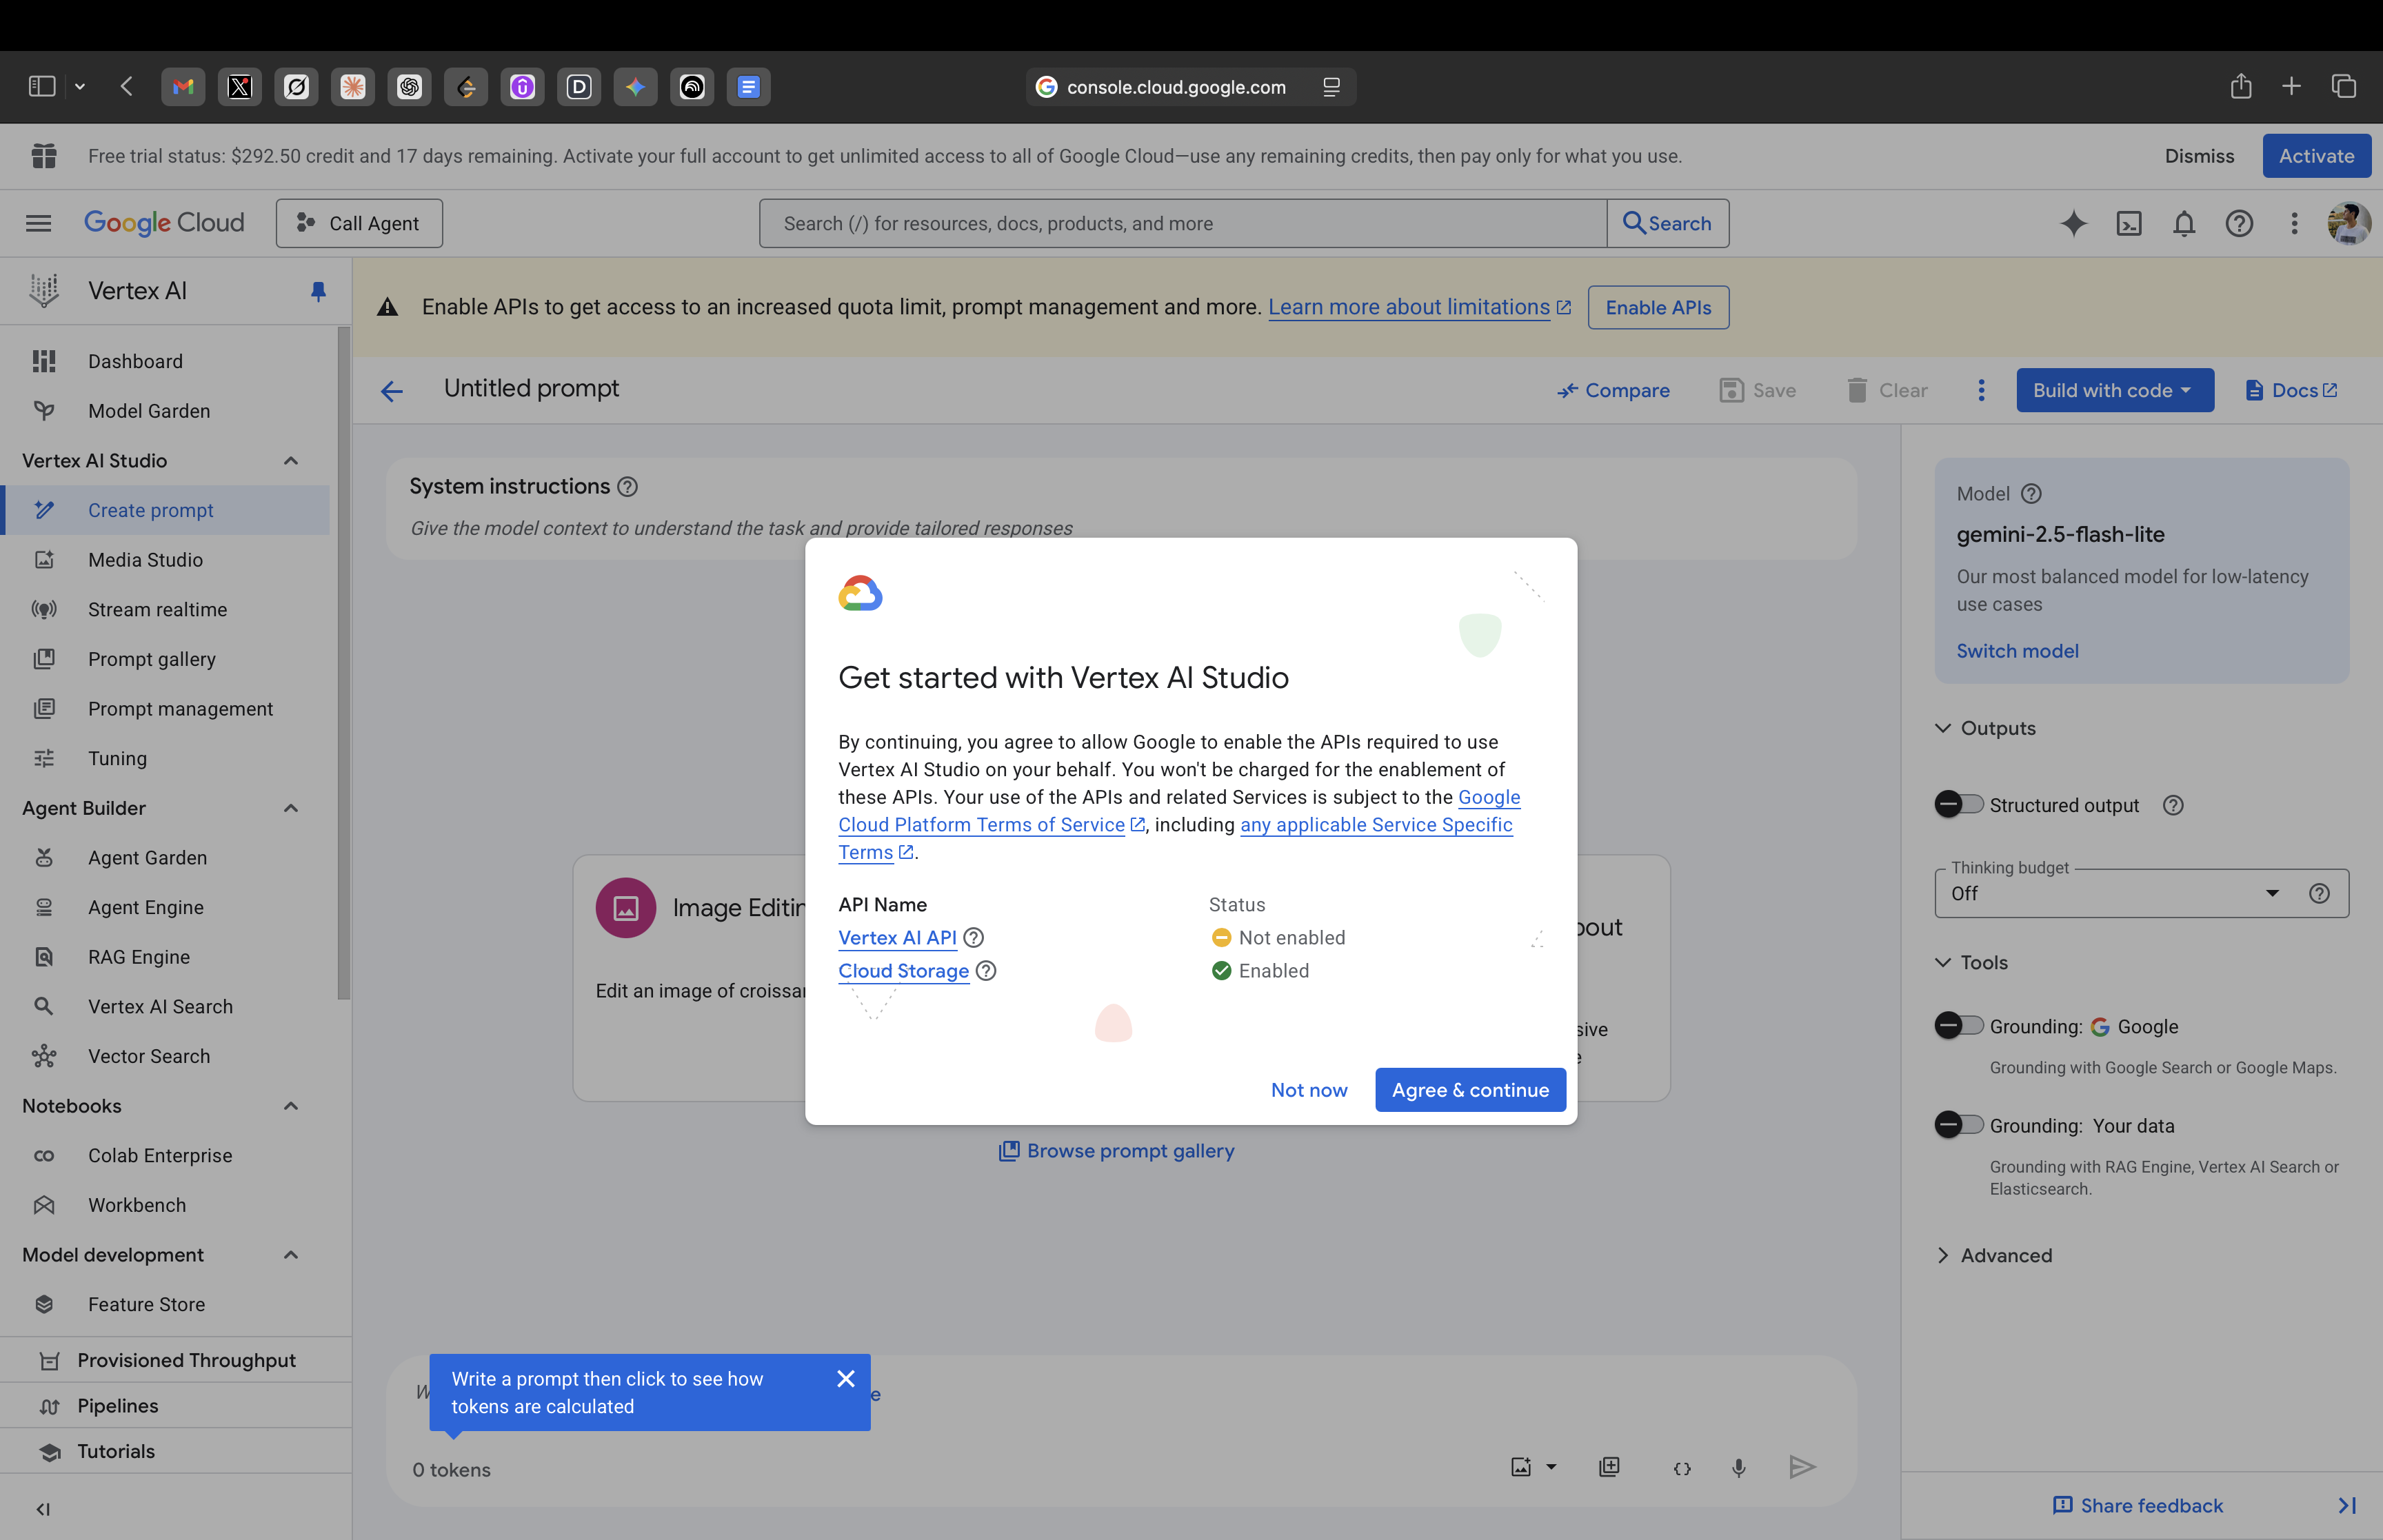 console.cloud.google.com
Free trial status: $292.50 credit and 17 days remaining. Activate your full account to get unlimited access to all of Google Cloud—use any remaining credits, then pay only for what you use.
Dismiss
Activate
Google Cloud
Call Agent
Search (/) for resources, docs, products, and more
Search
Vertex AI
Enable APIs to get access to an increased quota limit, prompt management and more. Learn more about limitations
Enable APIs
Dashboard
Model Garden
Vertex AI Studio
Create prompt
Media Studio
Stream realtime
Prompt gallery
Prompt management
Tuning
Agent Builder
Agent Garden
Agent Engine
RAG Engine
Vertex AI Search
Vector Search
Notebooks
Colab Enterprise
Workbench
Model development
Feature Store
Provisioned Throughput
Pipelines
Tutorials
Untitled prompt
Compare
Save
Clear
Build with code
Docs
System instructions
Give the model context to understand the task and provide tailored responses
Get started with Vertex AI Studio
By continuing, you agree to allow Google to enable the APIs required to use
Vertex AI Studio on your behalf. You won't be charged for the enablement of
these APIs. Your use of the APIs and related Services is subject to the Google
Cloud Platform Terms of Service, including any applicable Service Specific
Terms.
API Name
Status
Vertex AI API
Not enabled
Cloud Storage
Enabled
Not now
Agree & continue
Image Editin
Edit an image of croissa
bout
sive
e
Browse prompt gallery
Write a prompt then click to see how
tokens are calculated
W
e
0 tokens
Model
gemini-2.5-flash-lite
Our most balanced model for low-latency
use cases
Switch model
Outputs
Structured output
Thinking budget
Off
Tools
Grounding: Google
Grounding with Google Search or Google Maps.
Grounding: Your data
Grounding with RAG Engine, Vertex AI Search or
Elasticsearch.
Advanced
Share feedback